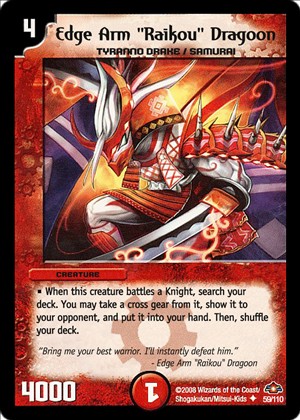 4
Edge Arm "Raikou" Dragoon
TYRANNO DRAKE / SAMURAI
CREATURE
▪ When this creature battles a Knight, search your
deck. You may take a cross gear from it, show it to
your opponent, and put it into your hand. Then, shuffle
your deck.
"Bring me your best warrior. I'll instantly defeat him."
- Edge Arm "Raikou" Dragoon
4000
1
©2008 Wizards of the Coast/
Shogakukan/Mitsui-Kids ✦ 59/110